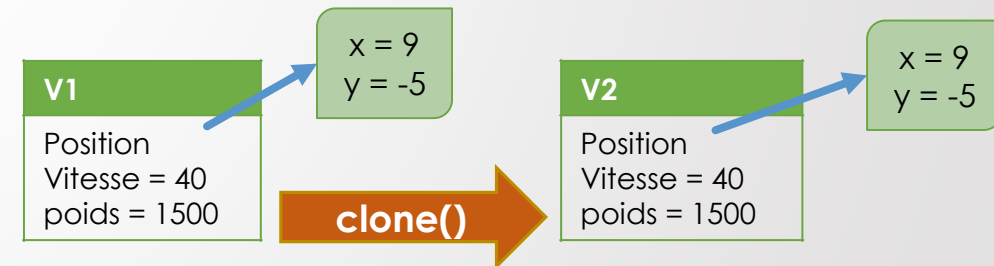 x = 9
y = -5
V1
Position
Vitesse = 40
poids = 1500
clone()
x = 9
y = -5
V2
Position
Vitesse = 40
poids = 1500